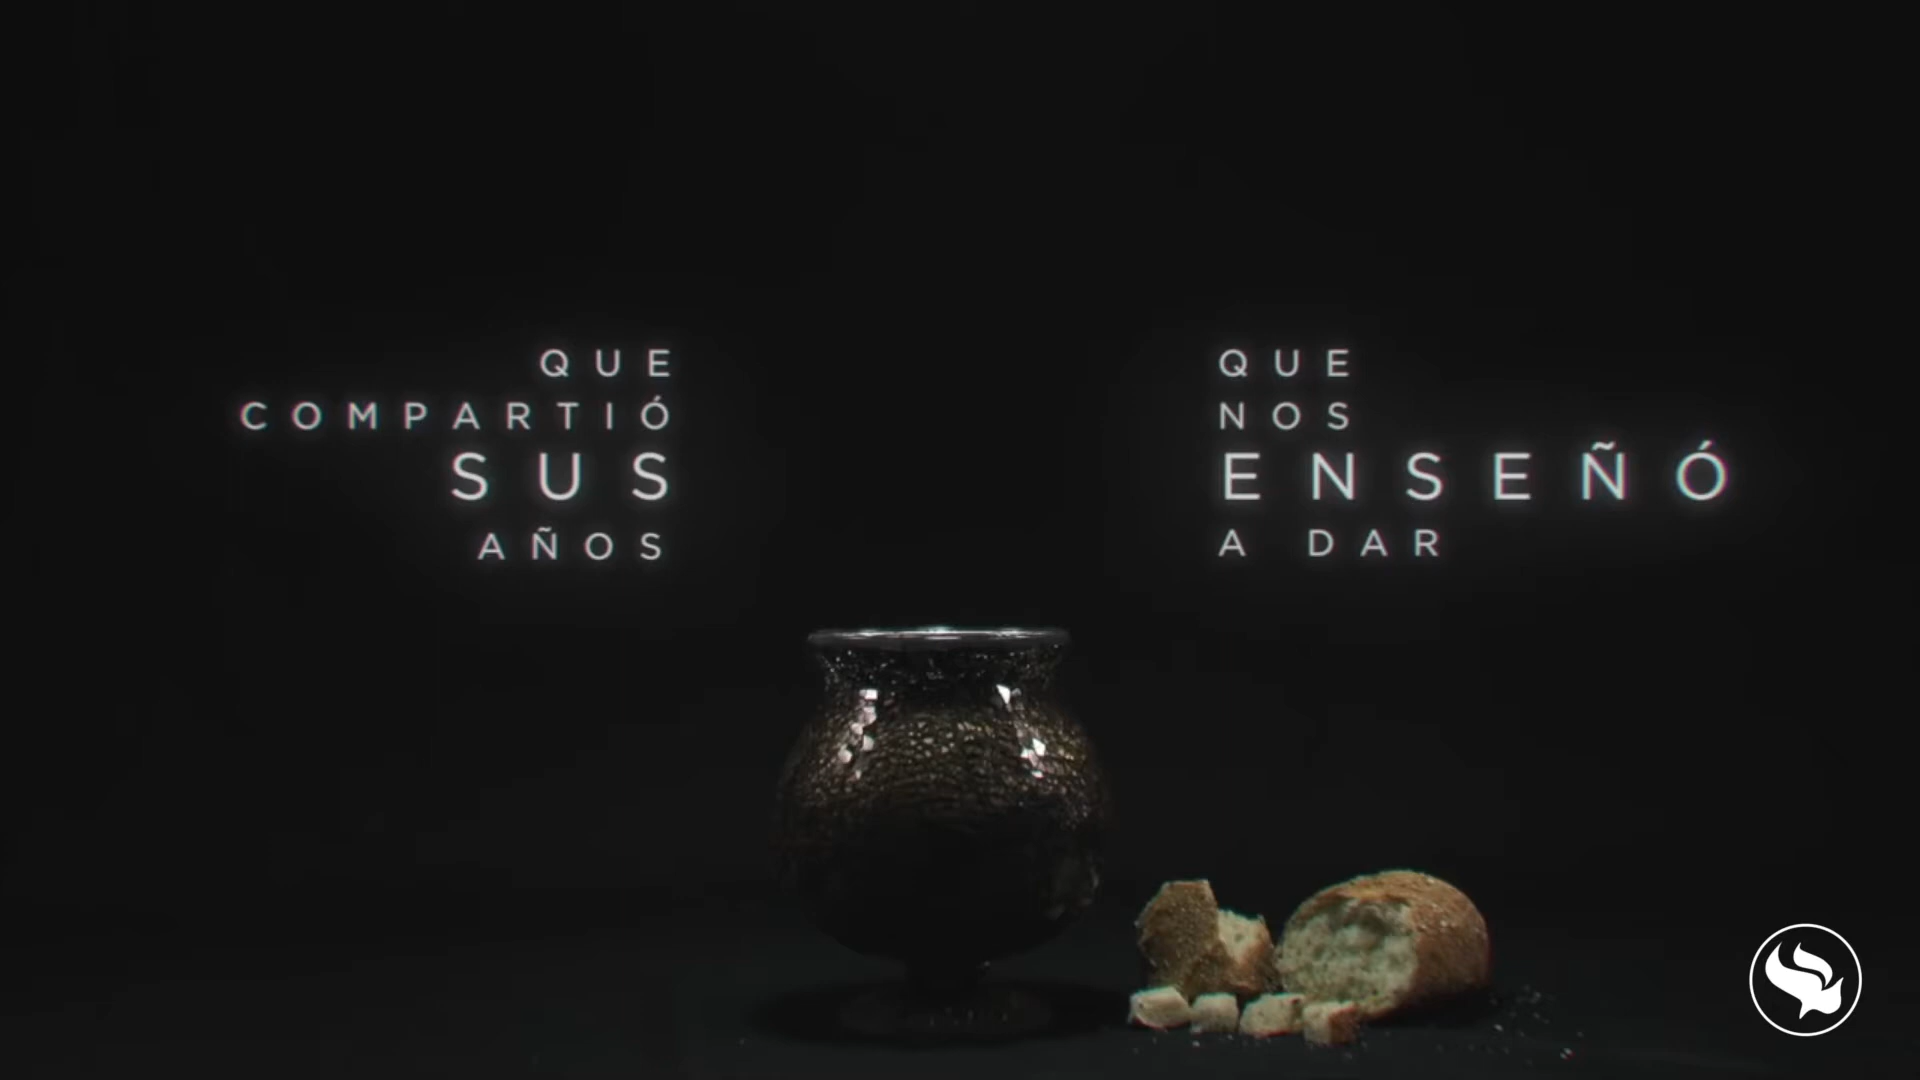 QUE
COMPARTIÓ
SUS
AÑOS
QUE
NOS
ENSEÑÓ
A DAR